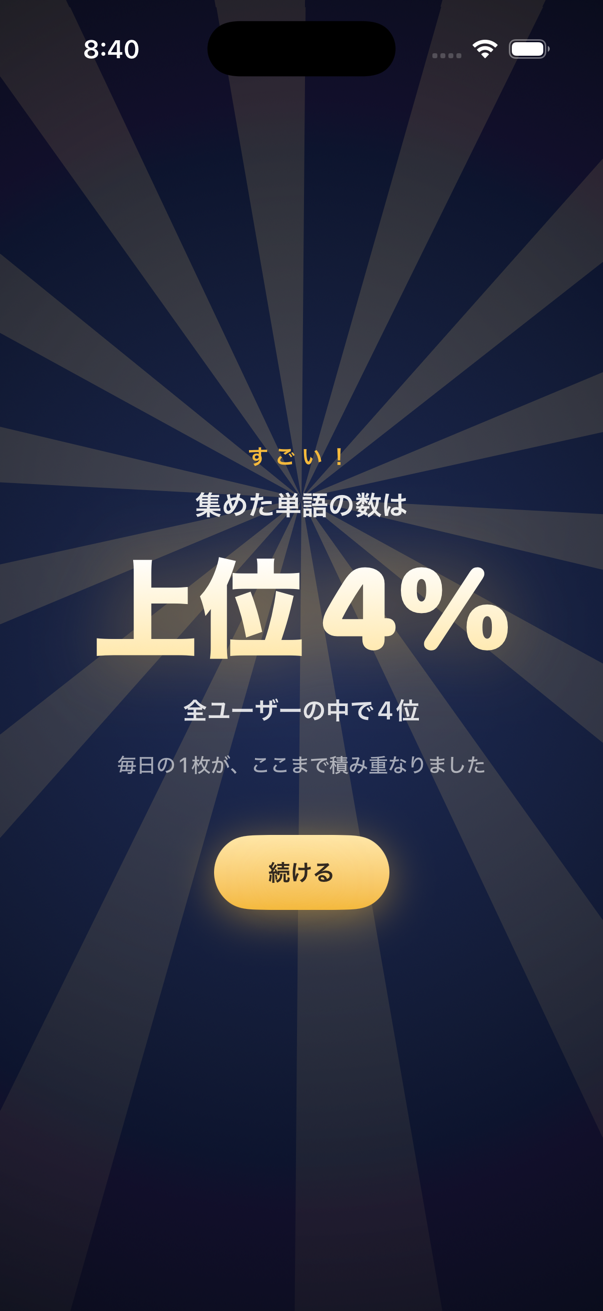 8:40
すごい！
集めた単語の数は
上位4%
全ユーザーの中で4位
毎日の1枚が、ここまで積み重なりました
続ける